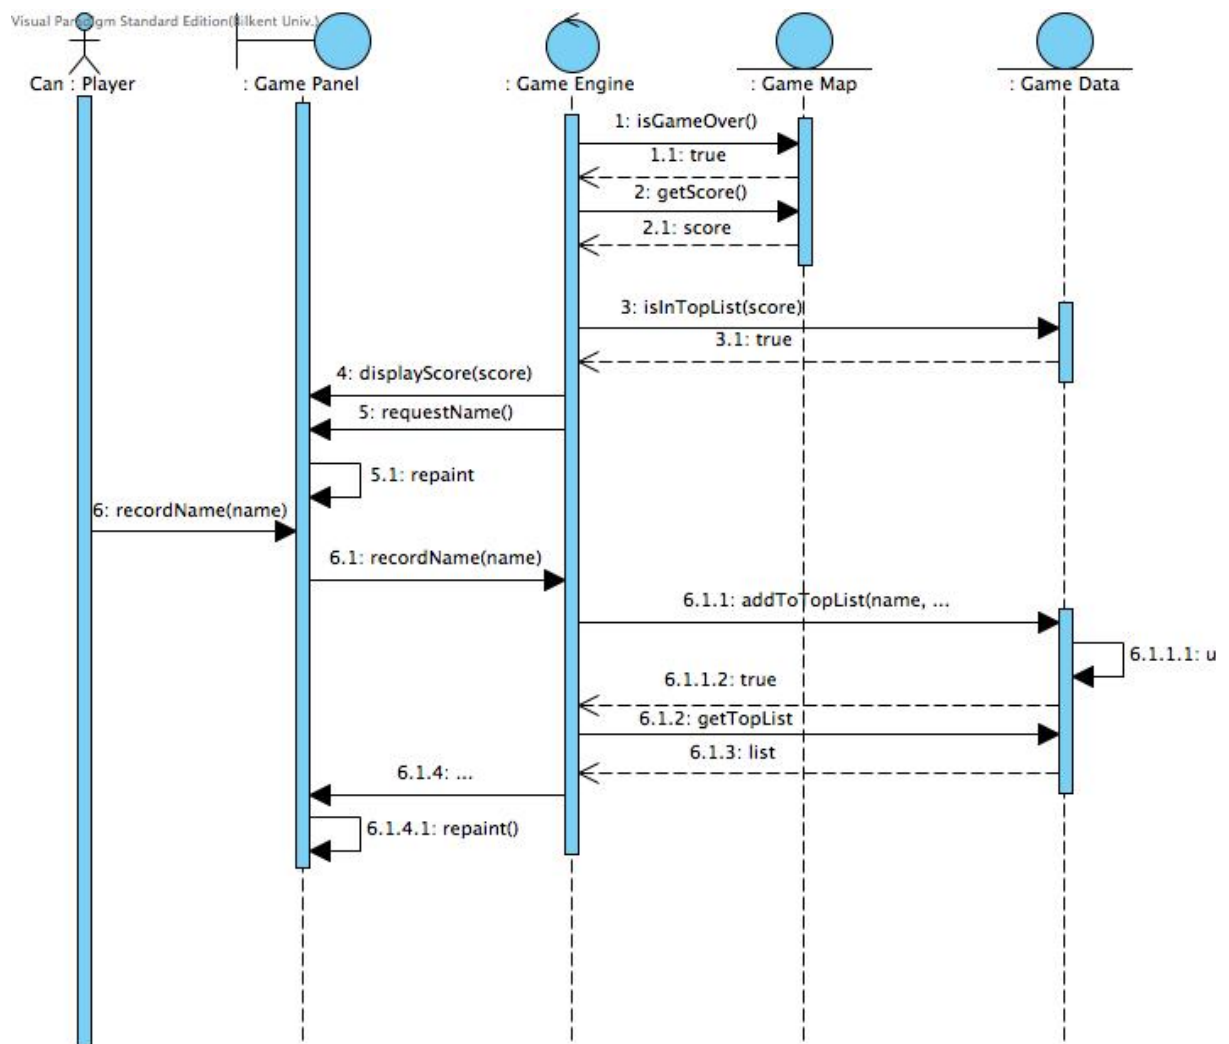 Visual Paradigm Standard Edition(Bilkent Univ.)
Can : Player
: Game Panel
: Game Engine
: Game Map
: Game Data
1: isGameOver()
1.1: true
2: getScore()
2.1: score
3: isInTopList(score)
3.1: true
4: displayScore(score)
5: requestName()
5.1: repaint
6: recordName(name)
6.1: recordName(name)
6.1.1: addToTopList(name, ...
6.1.1.1: u
6.1.1.2: true
6.1.2: getTopList
6.1.3: list
6.1.4: ...
6.1.4.1: repaint()